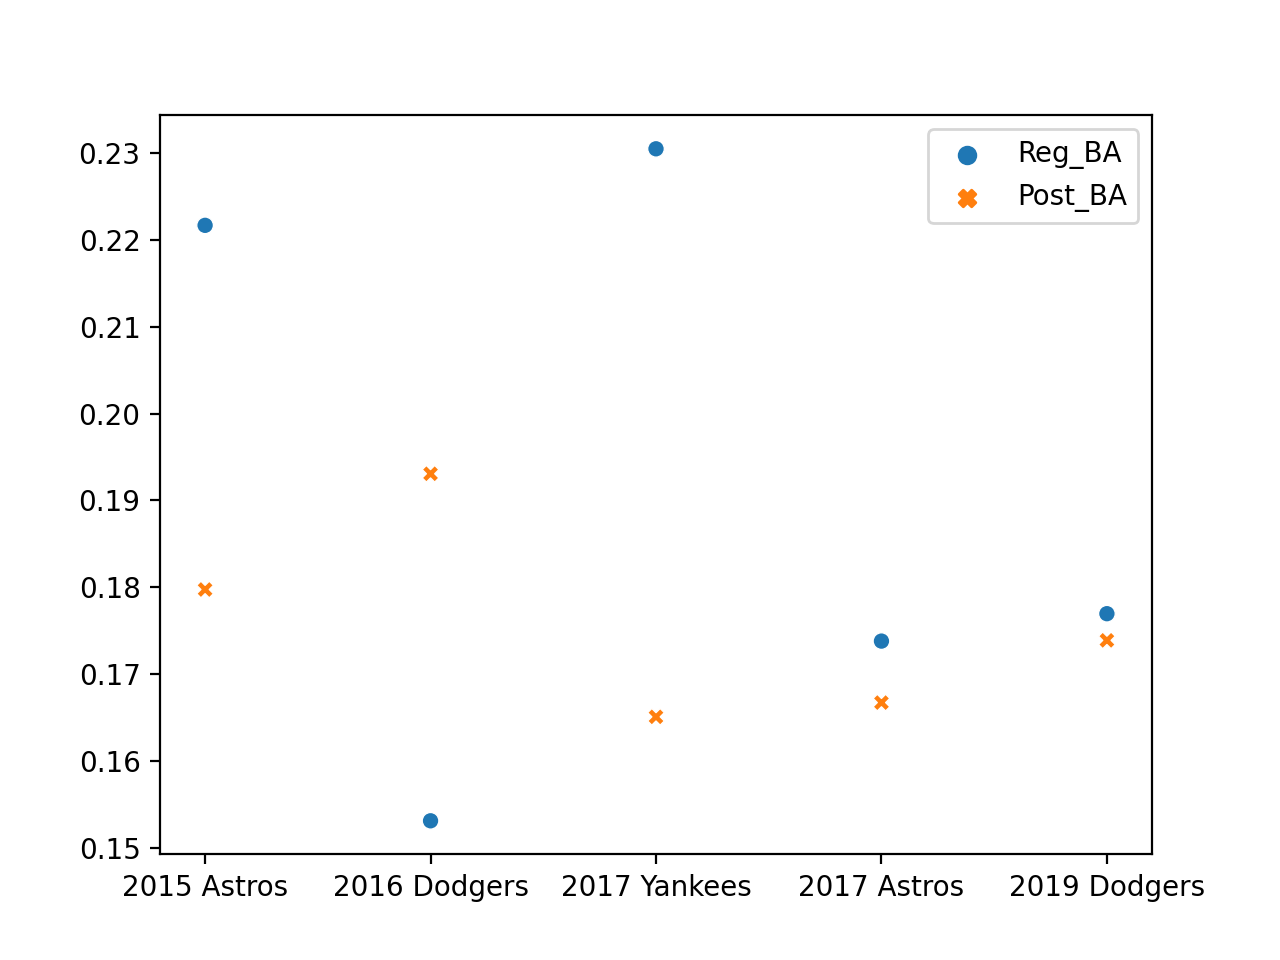 0.23
0.22
0.21
0.20
0.19
0.18
0.17
0.16
0.15
Reg_BA
Post_BA
2015 Astros
2016 Dodgers
2017 Yankees
2017 Astros
2019 Dodgers